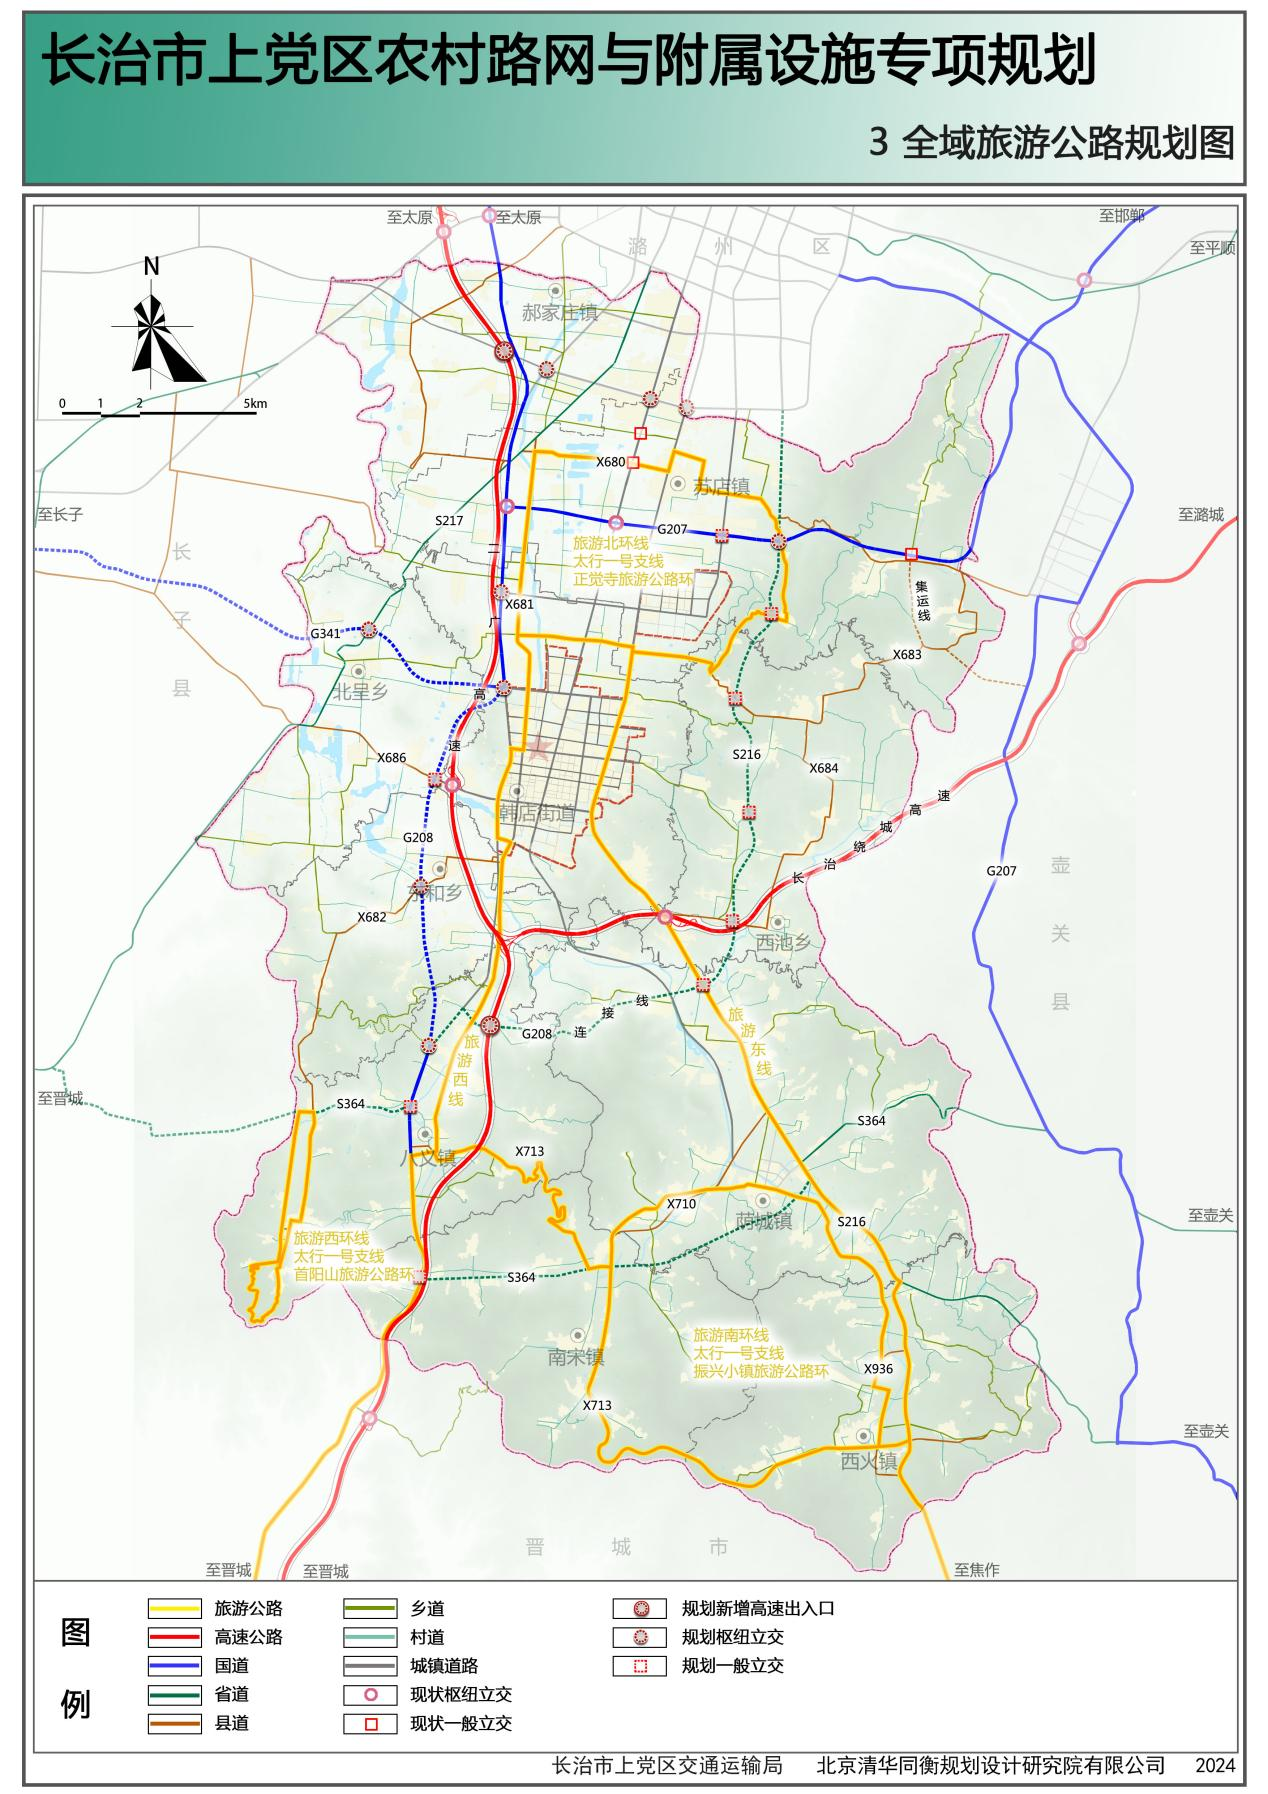 长治市上党区农村路网与附属设施专项规划
3 全域旅游公路规划图
至太原
至太原
至邯郸
至平顺
潞 州 区
N
郝家庄镇
0 1 2 5km
X680
苏店镇
至长子
S217
G207
至潞城
长
子
县
旅游北环线
太行一号支线
正觉寺旅游公路环
二
广
高
速
X681
集
运
线
G341
X683
北呈乡
X686
S216
X684
长
治
绕
城
高
速
韩店街道
G208
东和乡
G207
壶
关
县
X682
西池乡
G208
连
接
线
旅
游
东
线
旅
游
西
线
至晋城
S364
S364
八义镇
X713
X710
荫城镇
S216
至壶关
旅游西环线
太行一号支线
首阳山旅游公路环
S364
南宋镇
旅游南环线
太行一号支线
振兴小镇旅游公路环
X936
X713
至壶关
西火镇
晋 城 市
至晋城
至晋城
至焦作
图
例
旅游公路
高速公路
国道
省道
县道
乡道
村道
城镇道路
现状枢纽立交
现状一般立交
规划新增高速出入口
规划枢纽立交
规划一般立交
长治市上党区交通运输局 北京清华同衡规划设计研究院有限公司 2024